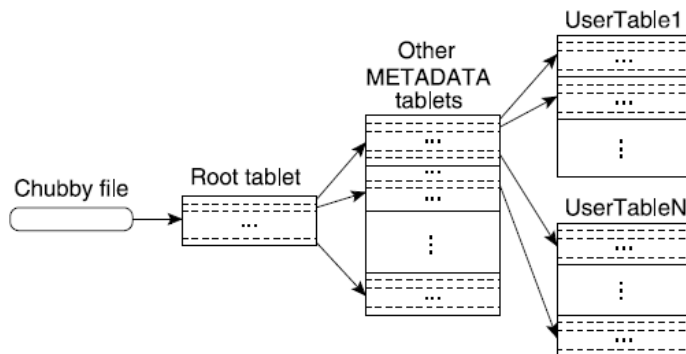 Chubby file
Root tablet
...
Other
METADATA
tablets
...
...
...
⋮
...
UserTable1
...
...
⋮
UserTableN
...
⋮
...